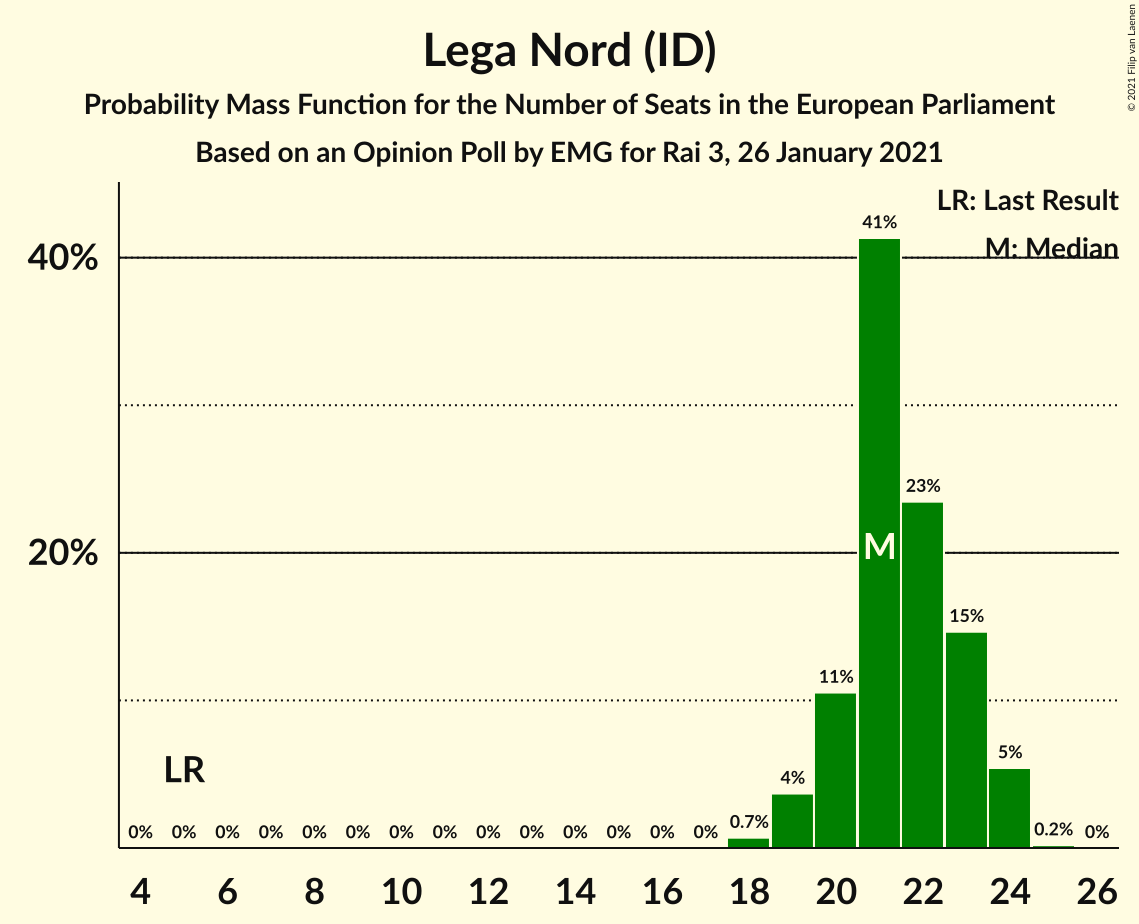 Lega Nord (ID)
Probability Mass Function for the Number of Seats in the European Parliament
Based on an Opinion Poll by EMG for Rai 3, 26 January 2021
© 2021 Filip van Laenen
LR: Last Result
M: Median
40%
20%
41%
23%
M
15%
11%
5%
4%
LR
0% 0% 0% 0% 0% 0% 0% 0% 0% 0% 0% 0% 0% 0% 0.7% 0.2% 0%
4 6 8 10 12 14 16 18 20 22 24 26